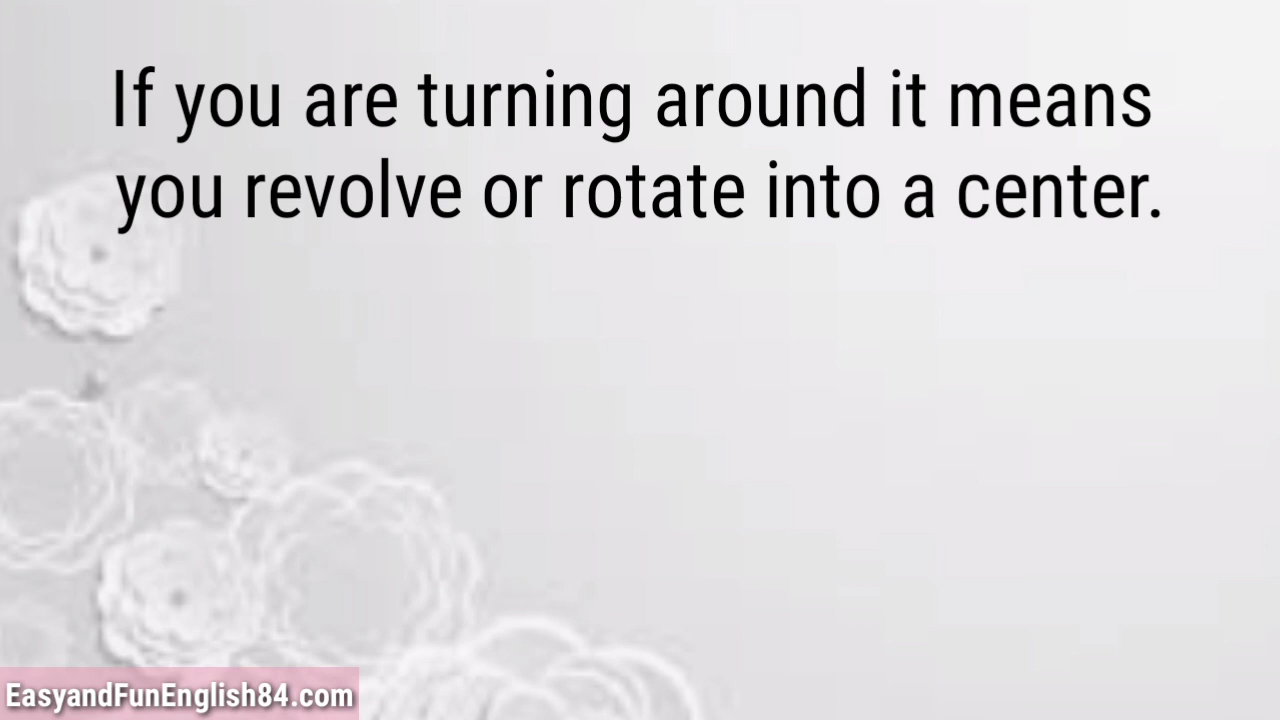 If you are turning around it means
you revolve or rotate into a center.
EasyandFunEnglish84.com